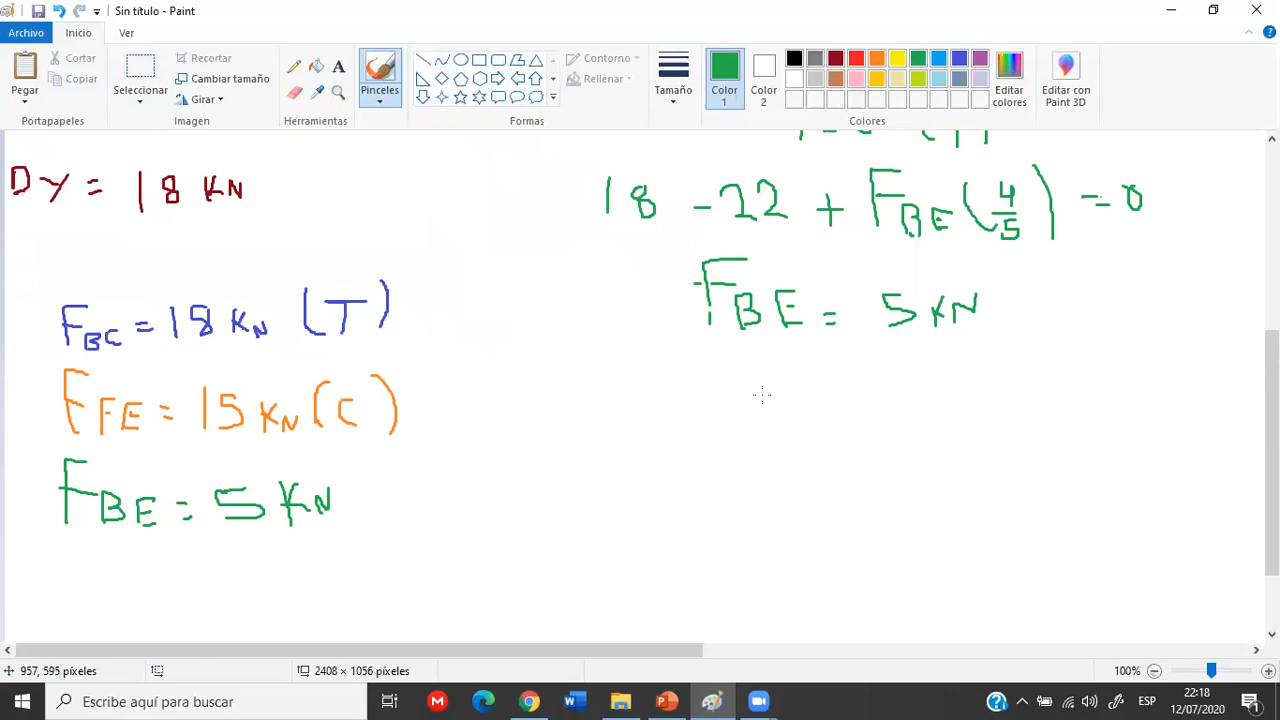 Sin título - Paint
Archivo Inicio Ver
Pegar
Cortar
Copiar
Portapapeles
Seleccionar
Recortar
Cambiar tamaño
Girar
Imagen
A
Herramientas
Pinceles
Contorno
Rellenar
Formas
Tamaño
Color 1
Color 2
Editar colores
Colores
Editar con Paint 3D
DY = 18 KN
18 - 22 + FBE (4/5) = 0
FBE = 5 KN
FBC = 18 KN (T)
FFE = 15 KN (C)
FBE = 5 KN
957, 595 píxeles
2408 × 1056 píxeles
100%
Escribe aquí para buscar
ESP
22:18
12/07/2020